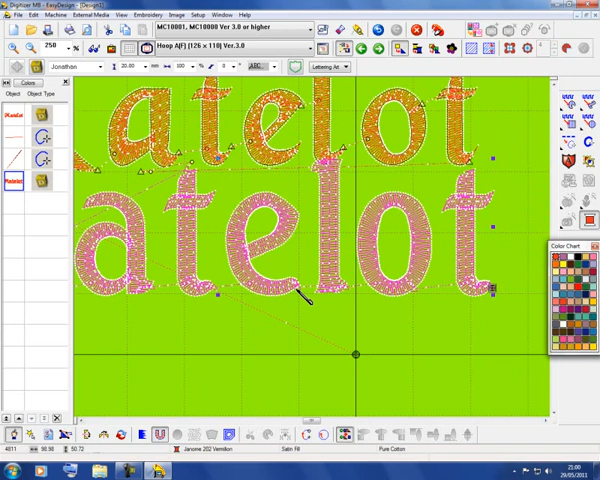 Digitizer MB - EasyDesign - [Design1]
File Machine External Media View Embroidery Image Setup Window Help
MC10001, MC10000 Ver 3.0 or higher
250 Hoop A(F) (126 x 110) Ver.3.0
Jonathan 20.00 mm 100 % 0 ° ABC Lettering Art
Colors
Object Object Type
atelot
atelot
Color Chart
4811 98.98 50.72 Janome 202 Vermilion Satin Fill Pure Cotton
21:00
29/05/2011